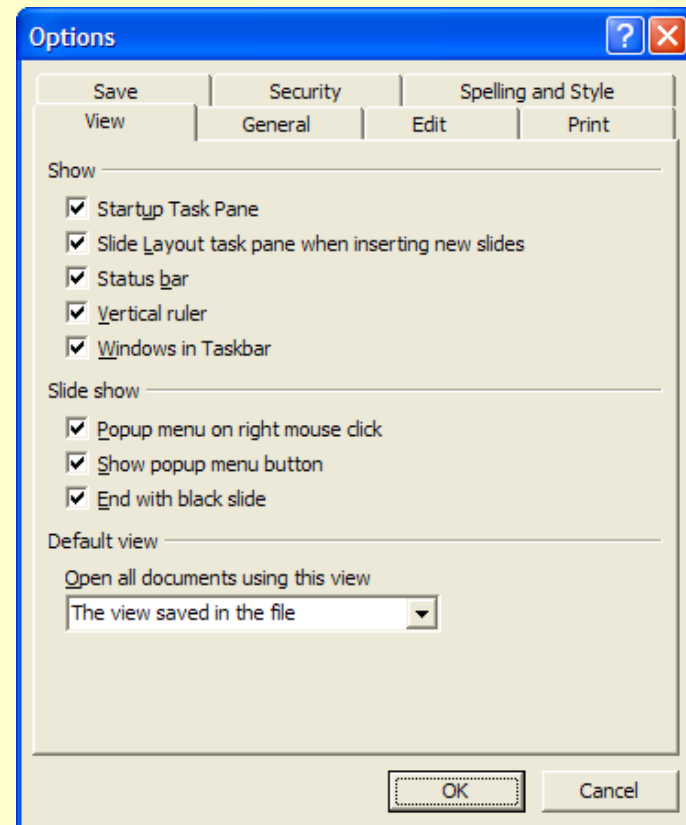 Options
Save Security Spelling and Style
View General Edit Print
Show
Startup Task Pane
Slide Layout task pane when inserting new slides
Status bar
Vertical ruler
Windows in Taskbar
Slide show
Popup menu on right mouse click
Show popup menu button
End with black slide
Default view
Open all documents using this view
The view saved in the file
OK Cancel